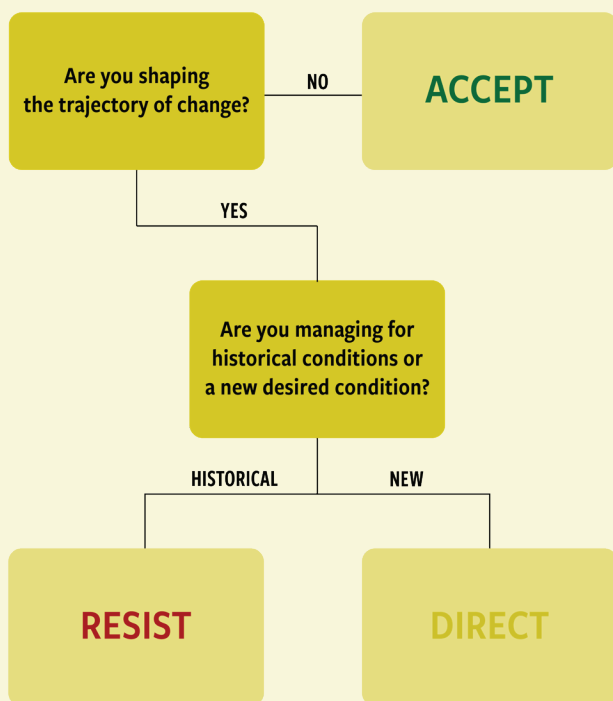 Are you shaping
the trajectory of change?
NO
ACCEPT
YES
Are you managing for
historical conditions or
a new desired condition?
HISTORICAL
NEW
RESIST
DIRECT